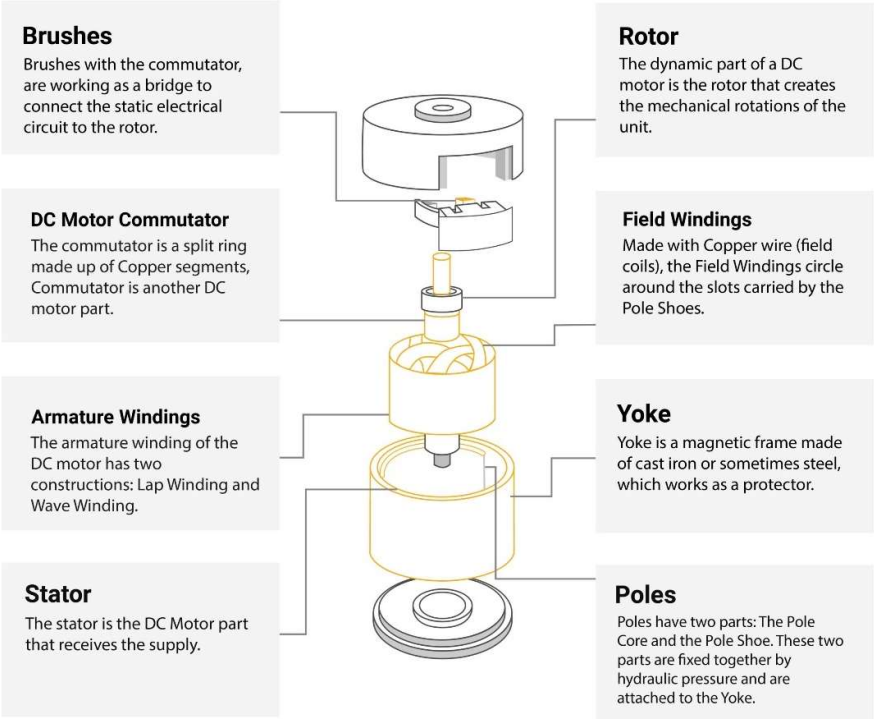 Brushes
Brushes with the commutator,
are working as a bridge to
connect the static electrical
circuit to the rotor.
DC Motor Commutator
The commutator is a split ring
made up of Copper segments,
Commutator is another DC
motor part.
Armature Windings
The armature winding of the
DC motor has two
constructions: Lap Winding and
Wave Winding.
Stator
The stator is the DC Motor part
that receives the supply.
Rotor
The dynamic part of a DC
motor is the rotor that creates
the mechanical rotations of the
unit.
Field Windings
Made with Copper wire (field
coils), the Field Windings circle
around the slots carried by the
Pole Shoes.
Yoke
Yoke is a magnetic frame made
of cast iron or sometimes steel,
which works as a protector.
Poles
Poles have two parts: The Pole
Core and the Pole Shoe. These two
parts are fixed together by
hydraulic pressure and are
attached to the Yoke.